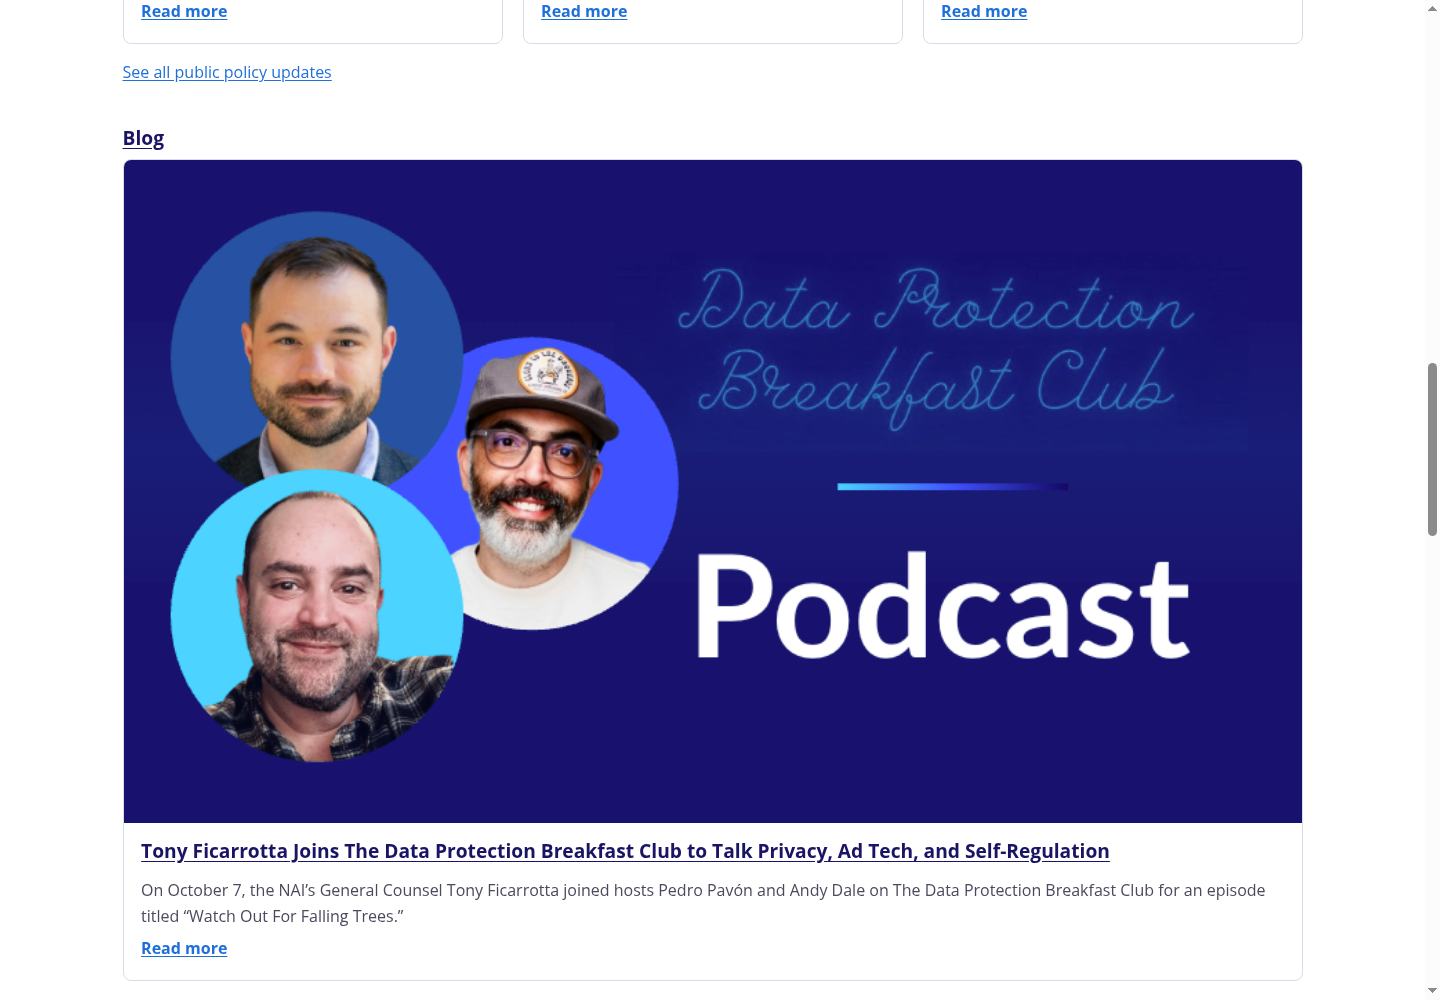 Read more
Read more
Read more
See all public policy updates
Blog
Data Protection
Breakfast Club
Podcast
Tony Ficarrotta Joins The Data Protection Breakfast Club to Talk Privacy, Ad Tech, and Self-Regulation
On October 7, the NAI’s General Counsel Tony Ficarrotta joined hosts Pedro Pavón and Andy Dale on The Data Protection Breakfast Club for an episode
titled “Watch Out For Falling Trees.”
Read more